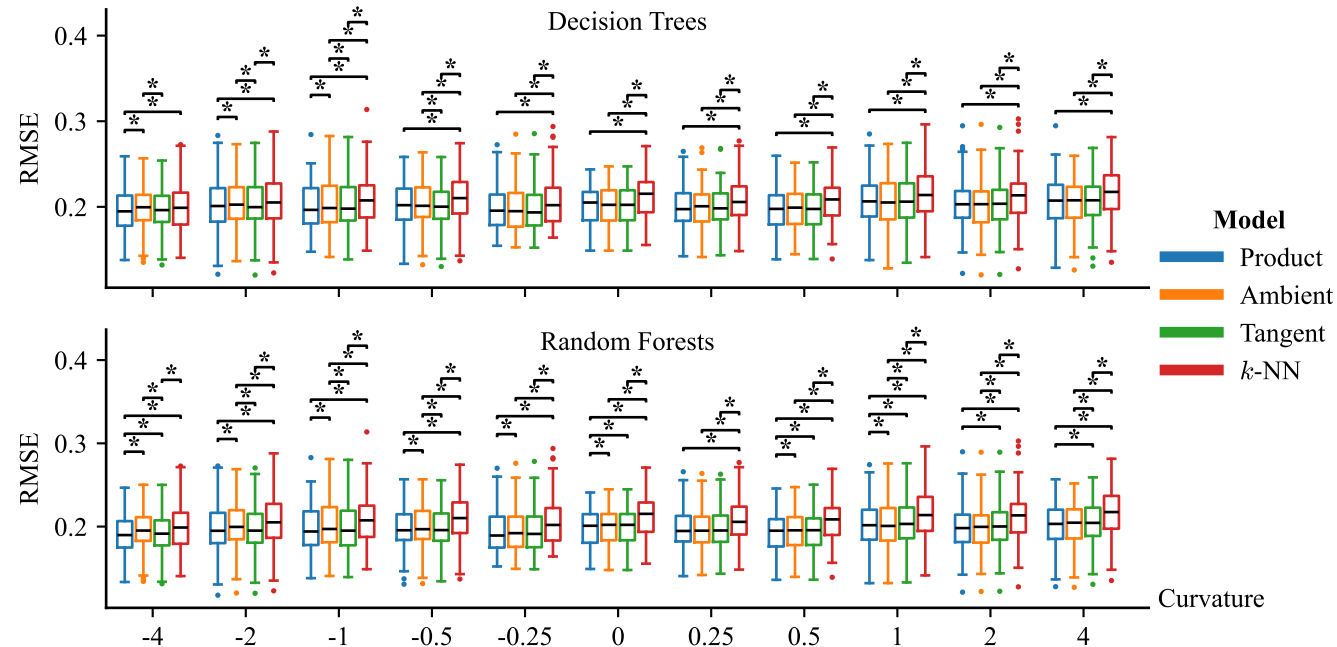 Decision Trees
0.4
0.3
0.2
RMSE
* * * *
* * * * *
* * * * * *
* * * * *
* * *
* * *
* * *
* * *
* * *
* * *
* * *
Model
Product
Ambient
Tangent
k-NN
Random Forests
0.4
0.3
0.2
RMSE
* * * * * *
* * * * * *
* * * * * *
* * * * *
* * * *
* * * * *
* * *
* * * * *
* * * * * *
* * * * *
* * * * *
Curvature
-4 -2 -1 -0.5 -0.25 0 0.25 0.5 1 2 4